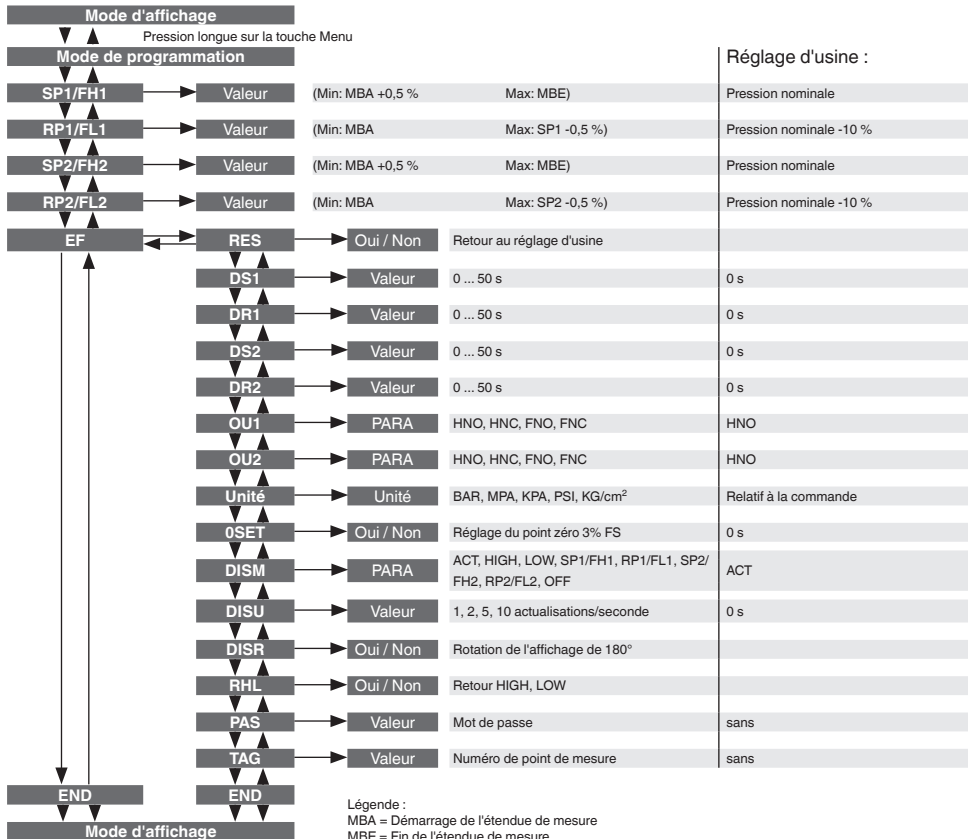 Mode d'affichage
Pression longue sur la touche Menu
Mode de programmation
Réglage d'usine :
SP1/FH1 Valeur (Min: MBA +0,5 % Max: MBE) Pression nominale
RP1/FL1 Valeur (Min: MBA Max: SP1 -0,5 %) Pression nominale -10 %
SP2/FH2 Valeur (Min: MBA +0,5 % Max: MBE) Pression nominale
RP2/FL2 Valeur (Min: MBA Max: SP2 -0,5 %) Pression nominale -10 %
EF RES Oui / Non Retour au réglage d'usine
DS1 Valeur 0 ... 50 s 0 s
DR1 Valeur 0 ... 50 s 0 s
DS2 Valeur 0 ... 50 s 0 s
DR2 Valeur 0 ... 50 s 0 s
OU1 PARA HNO, HNC, FNO, FNC HNO
OU2 PARA HNO, HNC, FNO, FNC HNO
Unité Unité BAR, MPA, KPA, PSI, KG/cm² Relatif à la commande
0SET Oui / Non Réglage du point zéro 3% FS 0 s
DISM PARA ACT, HIGH, LOW, SP1/FH1, RP1/FL1, SP2/
FH2, RP2/FL2, OFF ACT
DISU Valeur 1, 2, 5, 10 actualisations/seconde 0 s
DISR Oui / Non Rotation de l'affichage de 180°
RHL Oui / Non Retour HIGH, LOW
PAS Valeur Mot de passe sans
TAG Valeur Numéro de point de mesure sans
END END
Légende :
MBA = Démarrage de l'étendue de mesure
Mode d'affichage
MBE = Fin de l'étendue de mesure